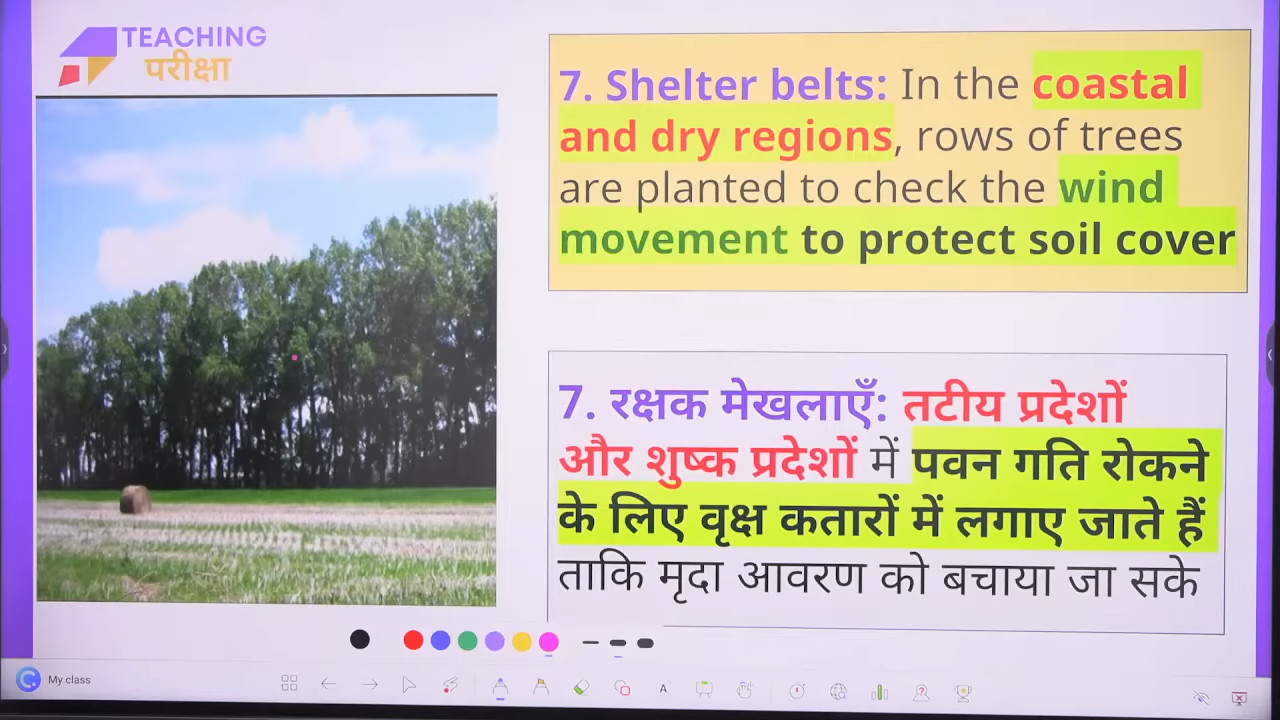 TEACHING
परीक्षा
7. Shelter belts: In the coastal
and dry regions, rows of trees
are planted to check the wind
movement to protect soil cover
7. रक्षक मेखलाएँ: तटीय प्रदेशों
और शुष्क प्रदेशों में पवन गति रोकने
के लिए वृक्ष कतारों में लगाए जाते हैं
ताकि मृदा आवरण को बचाया जा सके
My class
A